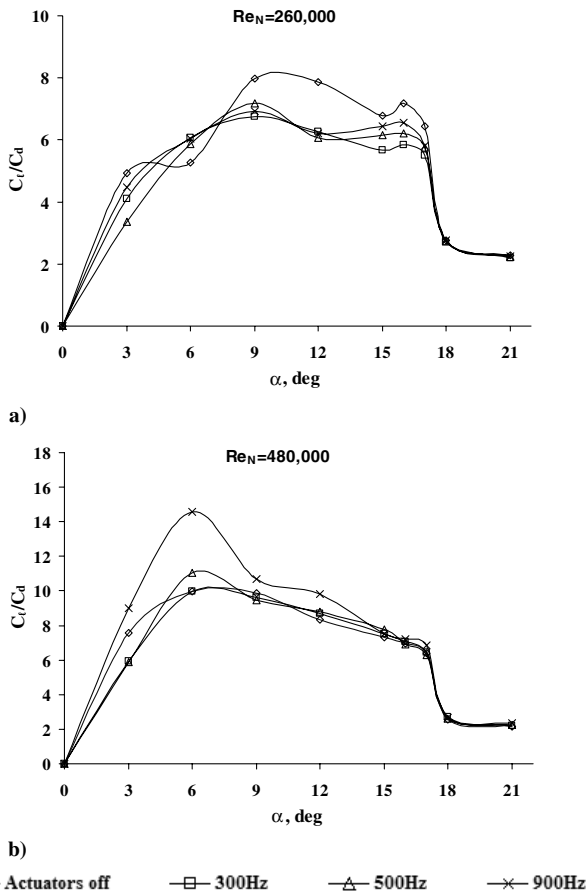 Re_N=260,000
10
8
6
4
2
0
C_ℓ/C_d
0 3 6 9 12 15 18 21
α, deg
a)
Re_N=480,000
18
16
14
12
10
8
6
4
2
0
C_ℓ/C_d
0 3 6 9 12 15 18 21
α, deg
b)
Actuators off 300Hz 500Hz 900Hz